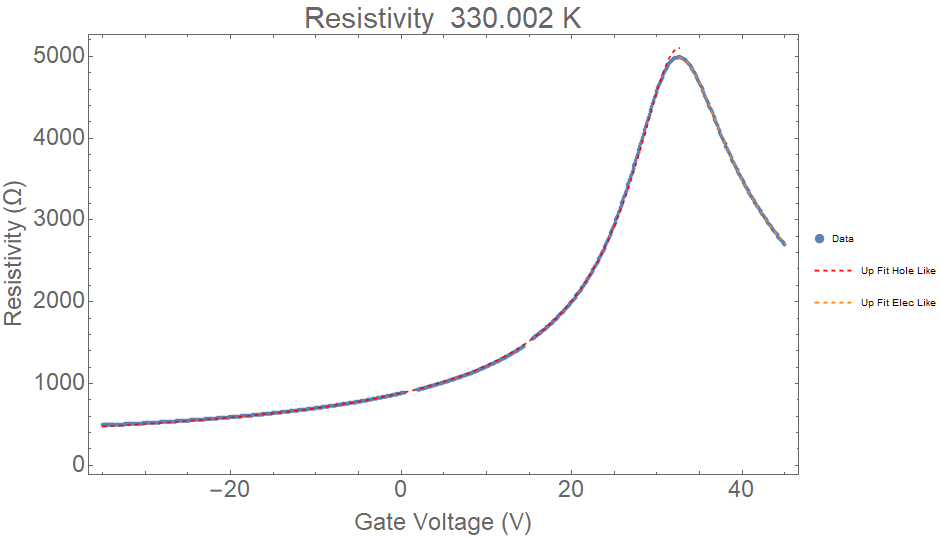 Resistivity 330.002 K
5000
4000
3000
2000
1000
0
Resistivity (Ω)
−20
0
20
40
Gate Voltage (V)
Data
Up Fit Hole Like
Up Fit Elec Like